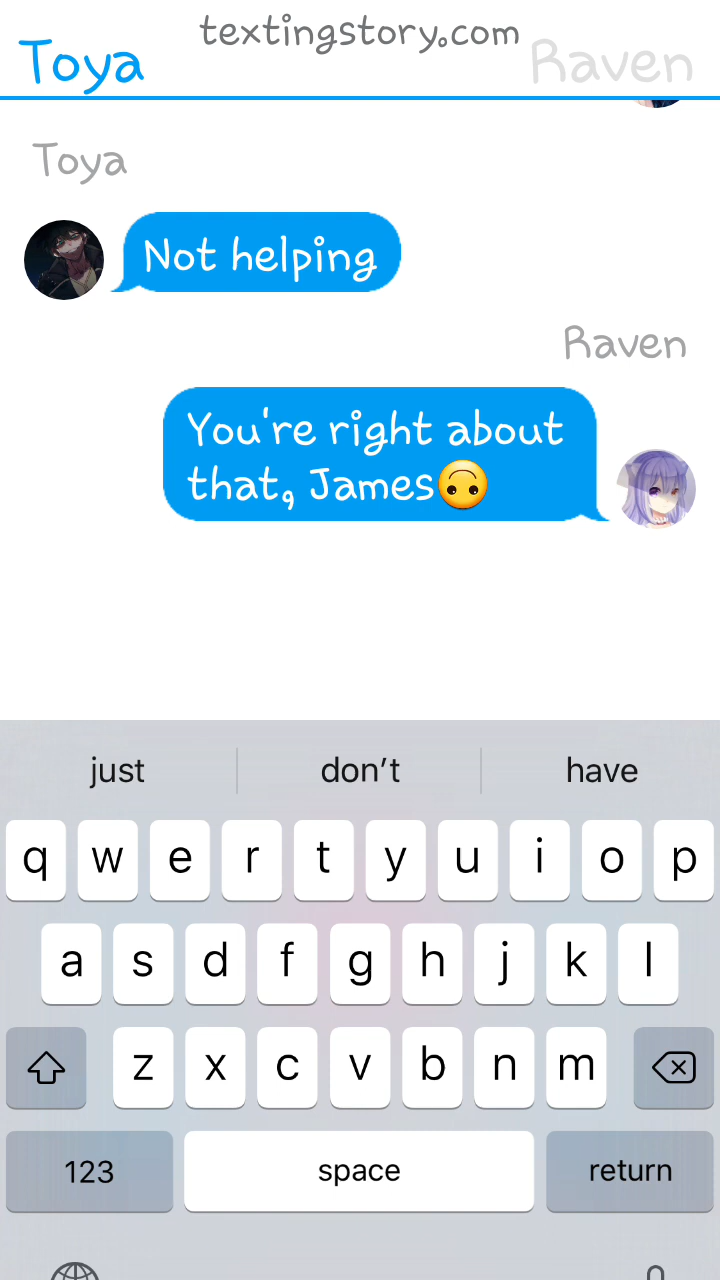 textingstory.com
Toya
Raven
Toya
Not helping
Raven
You're right about
that, James🙃
just don't have
q w e r t y u i o p
a s d f g h j k l
z x c v b n m
123 space return